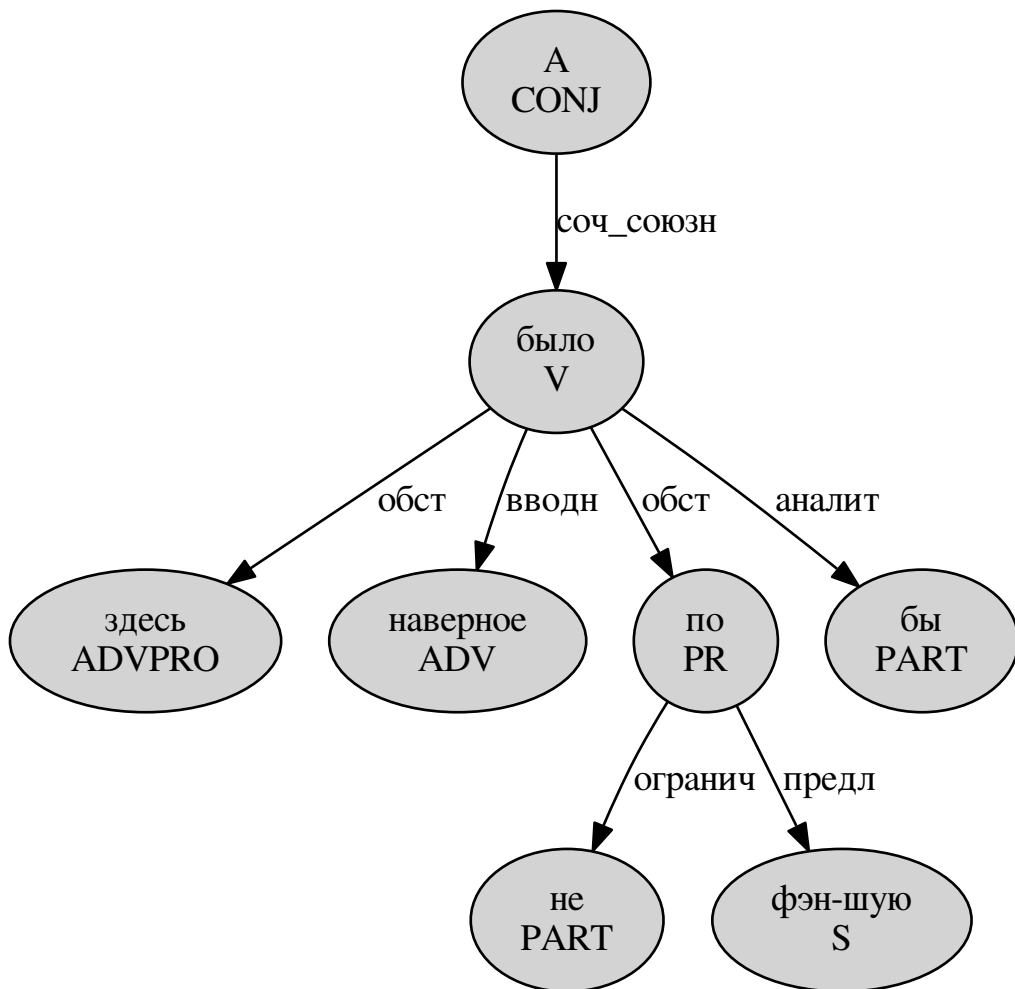 А
CONJ
соч_союзн
было
V
обст
вводн
обст
аналит
здесь
ADVPRO
наверное
ADV
по
PR
бы
PART
огранич
предл
не
PART
фэн-шую
S